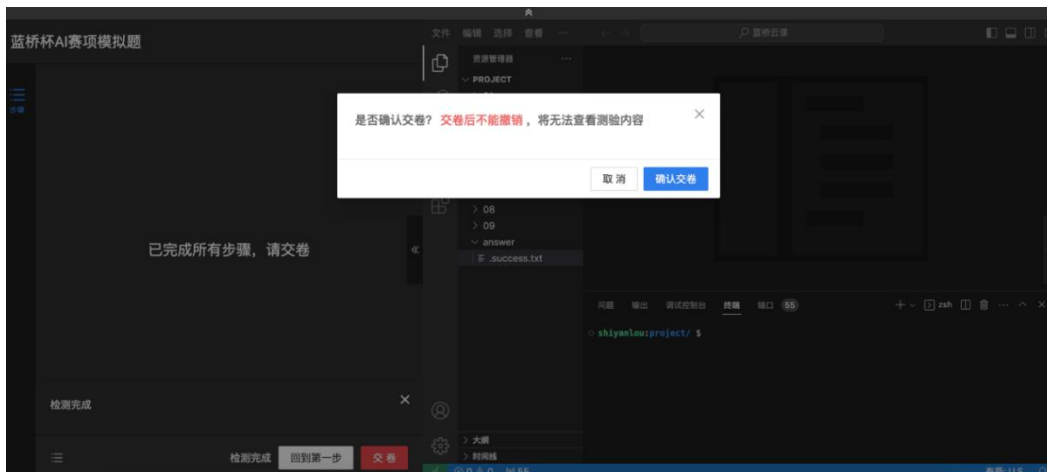 蓝桥杯AI赛项模拟题
文件 编辑 选择 查看 ···
蓝桥云课
步骤
资源管理器 ···
PROJECT
是否确认交卷？交卷后不能撤销，将无法查看测验内容
取消 确认交卷
08
09
answer
.success.txt
已完成所有步骤，请交卷
问题 输出 调试控制台 终端 端口 55
zsh
shiyanlou:project/ $
检测完成
大纲
时间线
检测完成 回到第一步 交卷
布局: U.S.